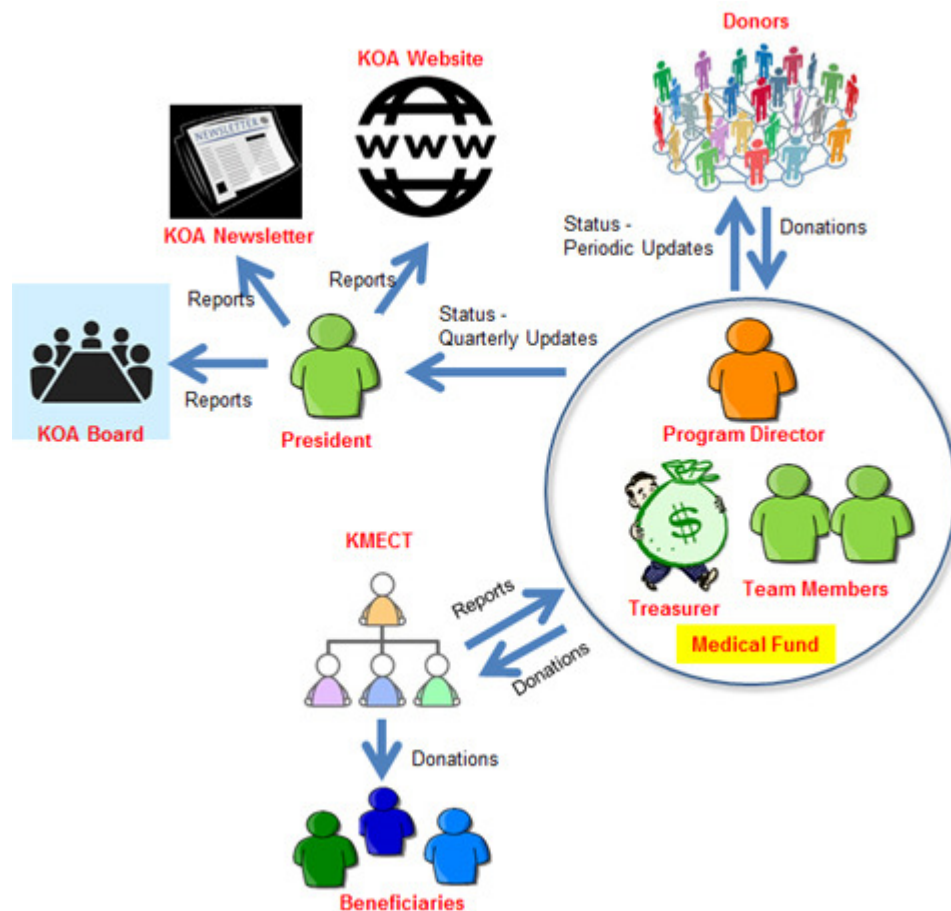 Donors
KOA Website
NEWSLETTER
www
KOA Newsletter
Status -
Periodic Updates
Donations
Reports
Reports
Status -
Quarterly Updates
Reports
KOA Board
President
Program Director
$
KMECT
Reports
Donations
Treasurer
Team Members
Medical Fund
Donations
Beneficiaries